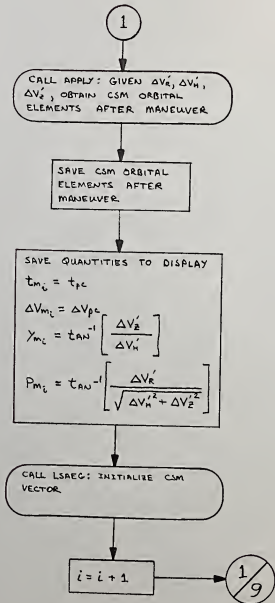 1
CALL APPLY: GIVEN ΔV'R, ΔV'H,
ΔV'Z, OBTAIN CSM ORBITAL
ELEMENTS AFTER MANEUVER
SAVE CSM ORBITAL
ELEMENTS AFTER
MANEUVER
SAVE QUANTITIES TO DISPLAY
tmi = tpc
ΔVmi = ΔVpc
Ymi = tAN⁻¹ [ΔV'Z / ΔV'H]
Pmi = tAN⁻¹ [ΔV'R / √(ΔV'H² + ΔV'Z²)]
CALL LSAEG: INITIALIZE CSM
VECTOR
i = i + 1
1/9